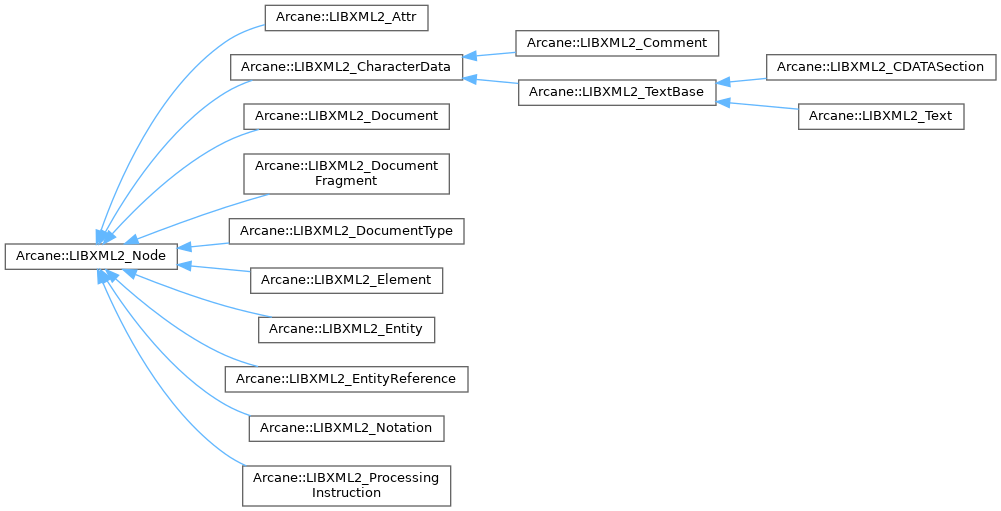 Arcane::LIBXML2_Attr
Arcane::LIBXML2_Comment
Arcane::LIBXML2_CharacterData
Arcane::LIBXML2_CDATASection
Arcane::LIBXML2_TextBase
Arcane::LIBXML2_Document
Arcane::LIBXML2_Text
Arcane::LIBXML2_Document
Fragment
Arcane::LIBXML2_DocumentType
Arcane::LIBXML2_Node
Arcane::LIBXML2_Element
Arcane::LIBXML2_Entity
Arcane::LIBXML2_EntityReference
Arcane::LIBXML2_Notation
Arcane::LIBXML2_Processing
Instruction